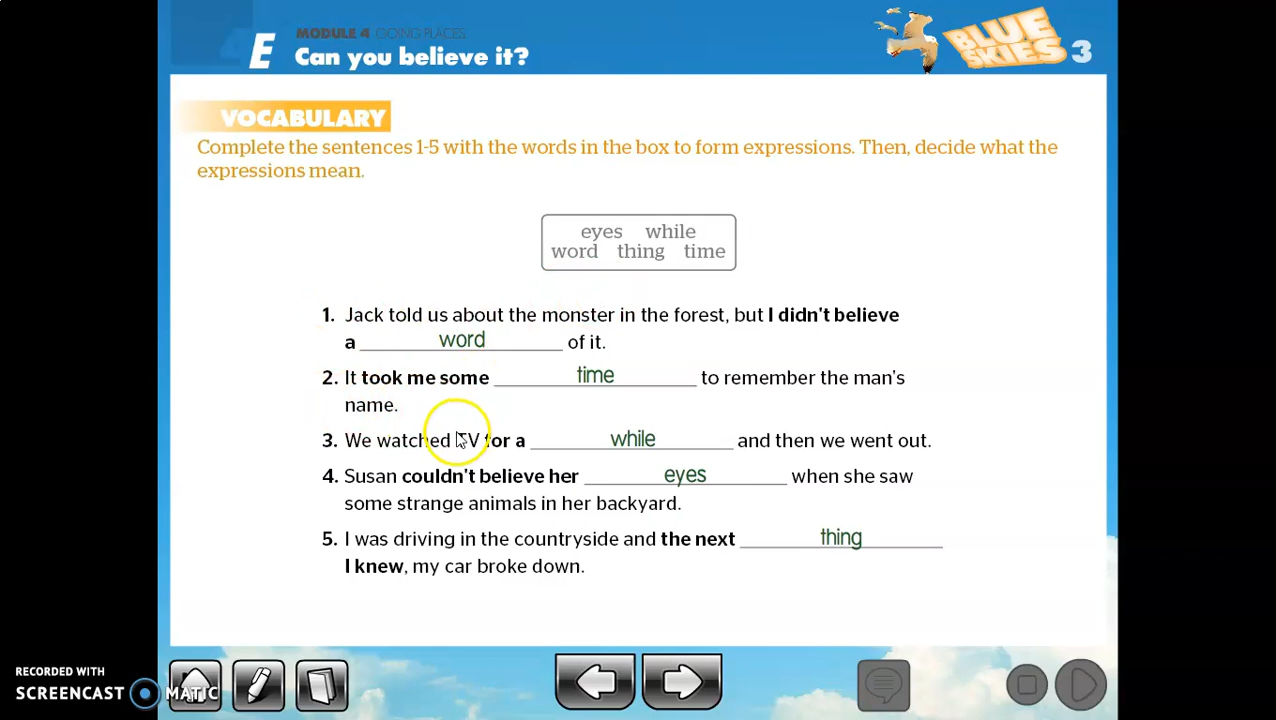 MODULE 4 GOING PLACES
E Can you believe it?
BLUE SKIES 3
VOCABULARY
Complete the sentences 1-5 with the words in the box to form expressions. Then, decide what the
expressions mean.
eyes while
word thing time
1. Jack told us about the monster in the forest, but I didn't believe
a word of it.
2. It took me some time to remember the man's
name.
3. We watched TV for a while and then we went out.
4. Susan couldn't believe her eyes when she saw
some strange animals in her backyard.
5. I was driving in the countryside and the next thing
I knew, my car broke down.
RECORDED WITH
SCREENCAST MATIC